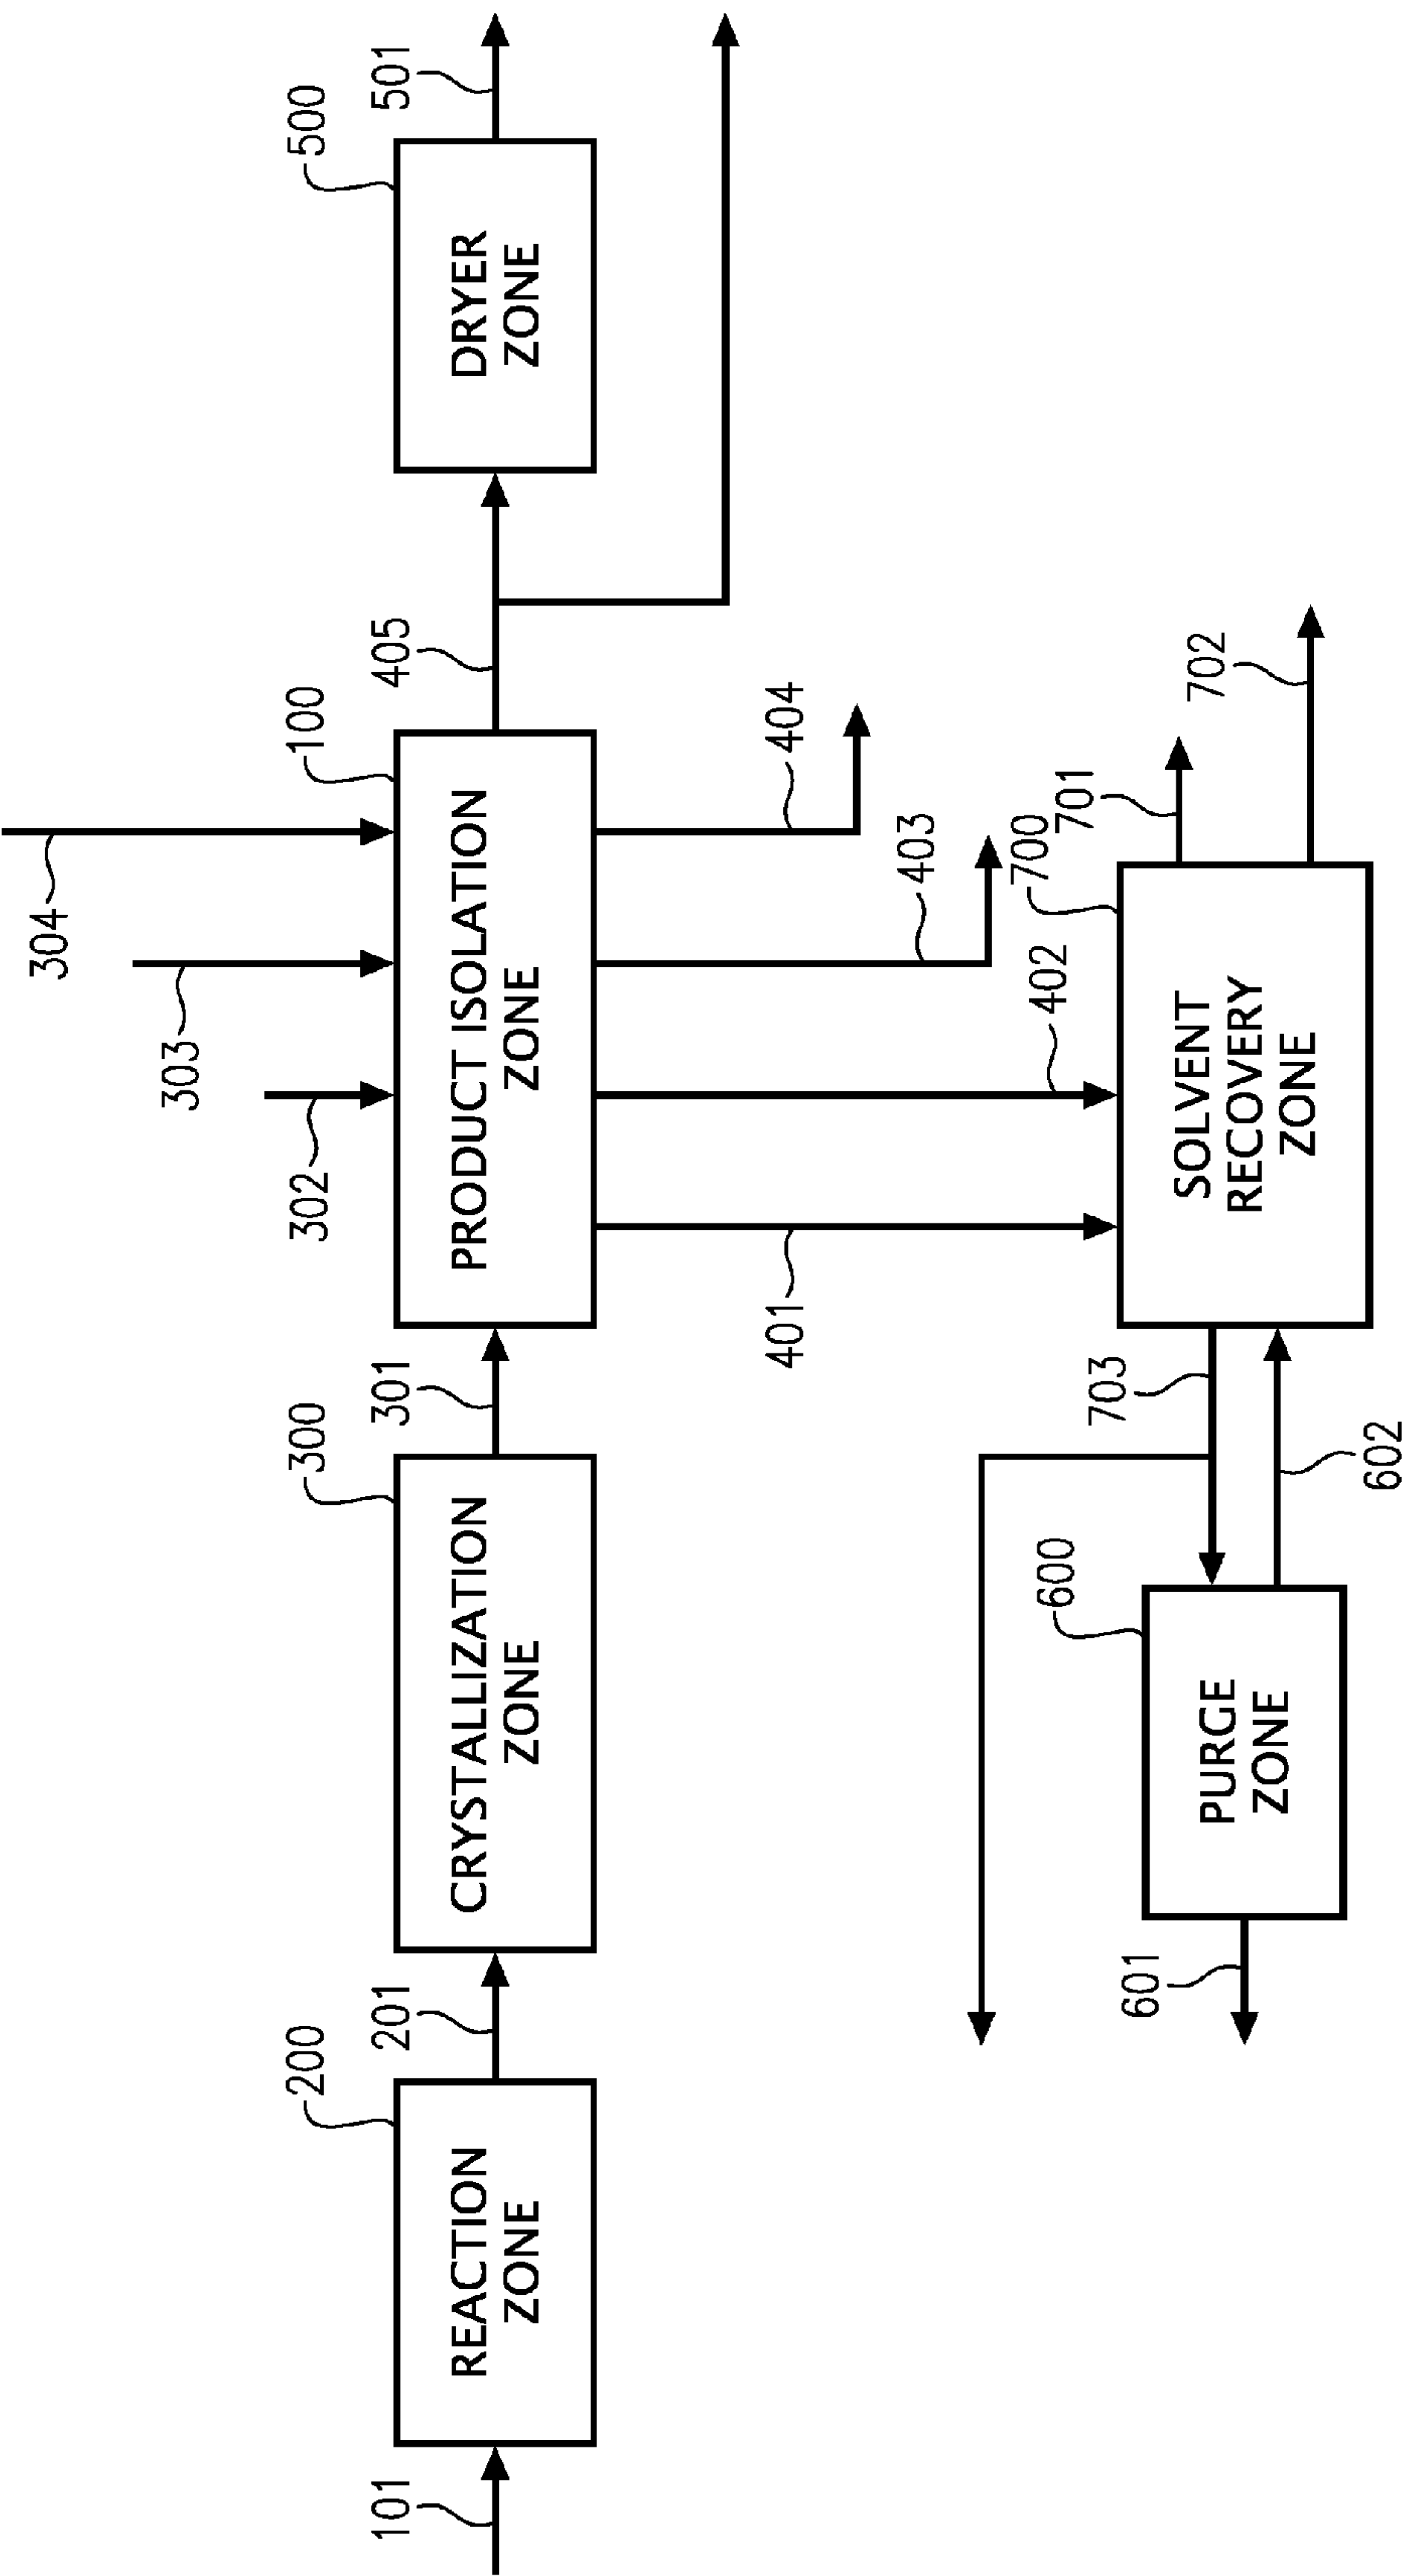 304
303
302
200
300
100
500
101
201
301
405
501
REACTION
ZONE
CRYSTALLIZATION
ZONE
PRODUCT ISOLATION
ZONE
DRYER
ZONE
401
404
403
402
600
703
700
701
702
601
PURGE
ZONE
SOLVENT
RECOVERY
ZONE
602